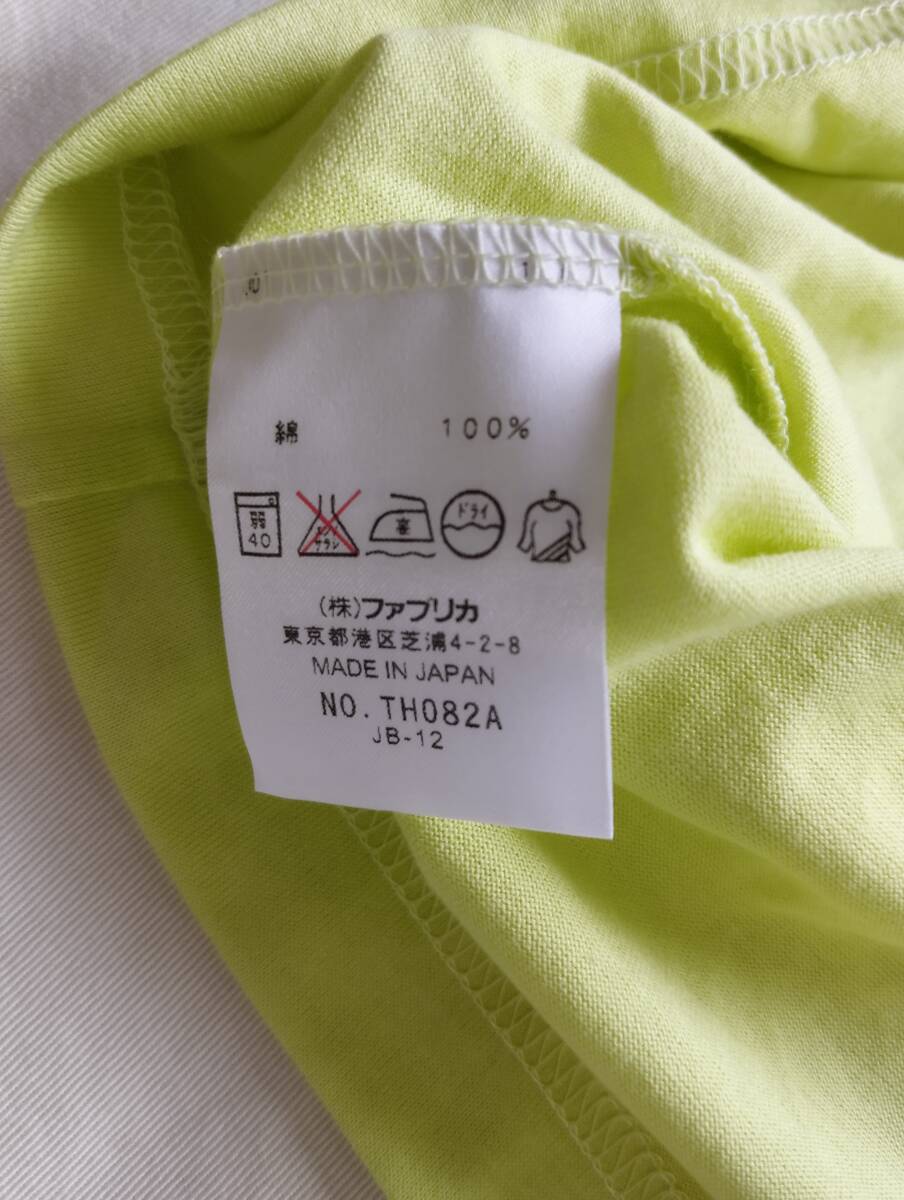 綿 100%
弱 40 エンソ サラシ 高 ドライ
(株)ファブリカ
東京都港区芝浦4-2-8
MADE IN JAPAN
NO. TH082A
JB-12